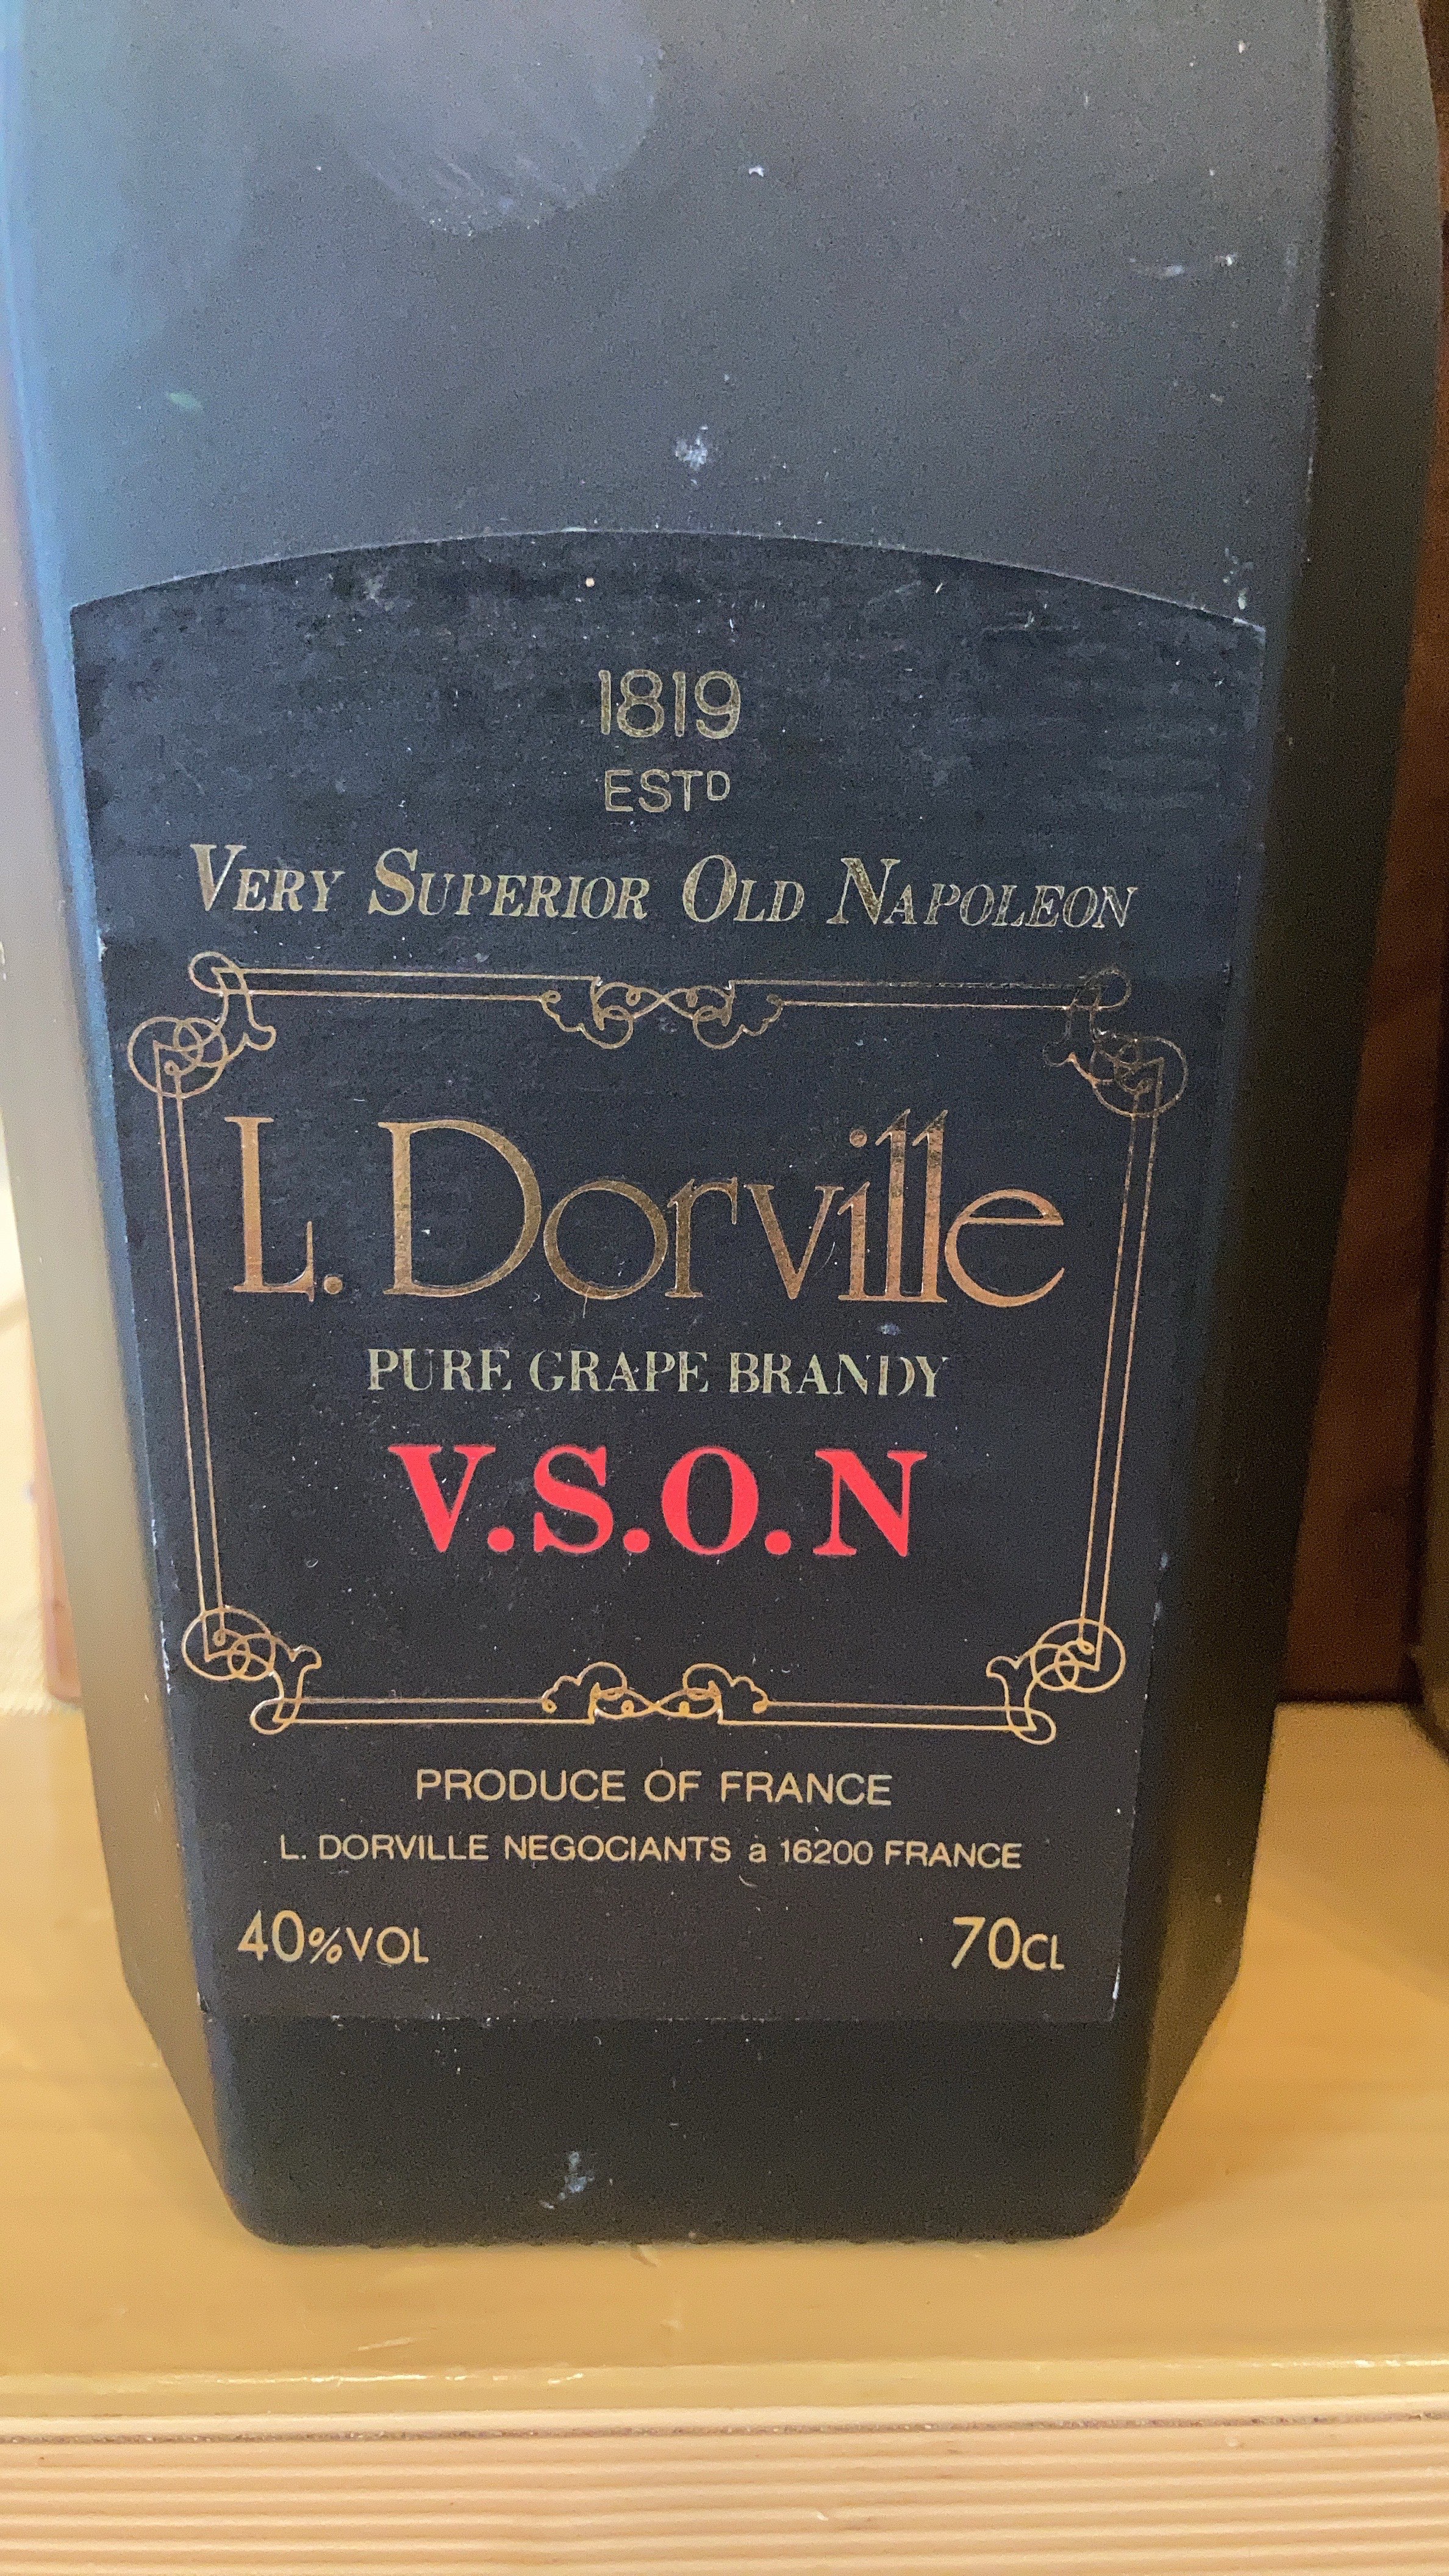 1819
ESTD
VERY SUPERIOR OLD NAPOLEON
L. Dorville
PURE GRAPE BRANDY
V.S.O.N
PRODUCE OF FRANCE
L. DORVILLE NEGOCIANTS a 16200 FRANCE
40%VOL 70CL